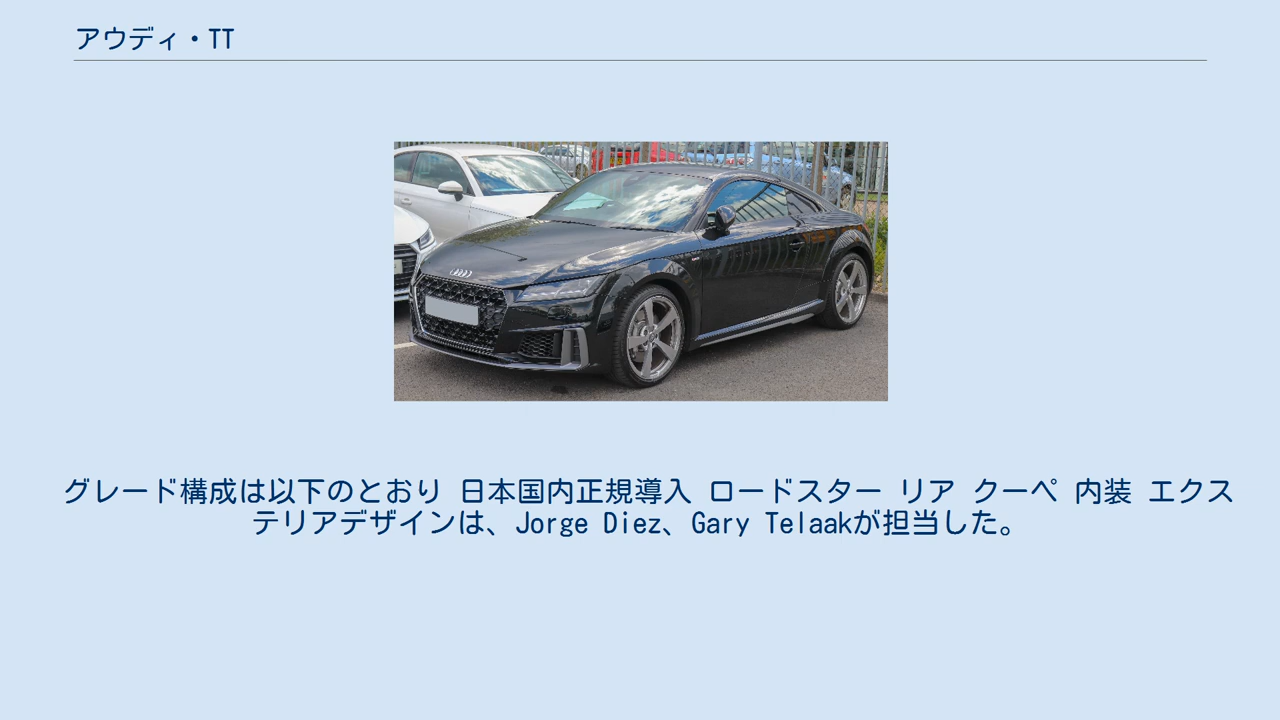 アウディ・TT
グレード構成は以下のとおり 日本国内正規導入 ロードスター リア クーペ 内装 エクス
テリアデザインは、Jorge Diez、Gary Telaakが担当した。